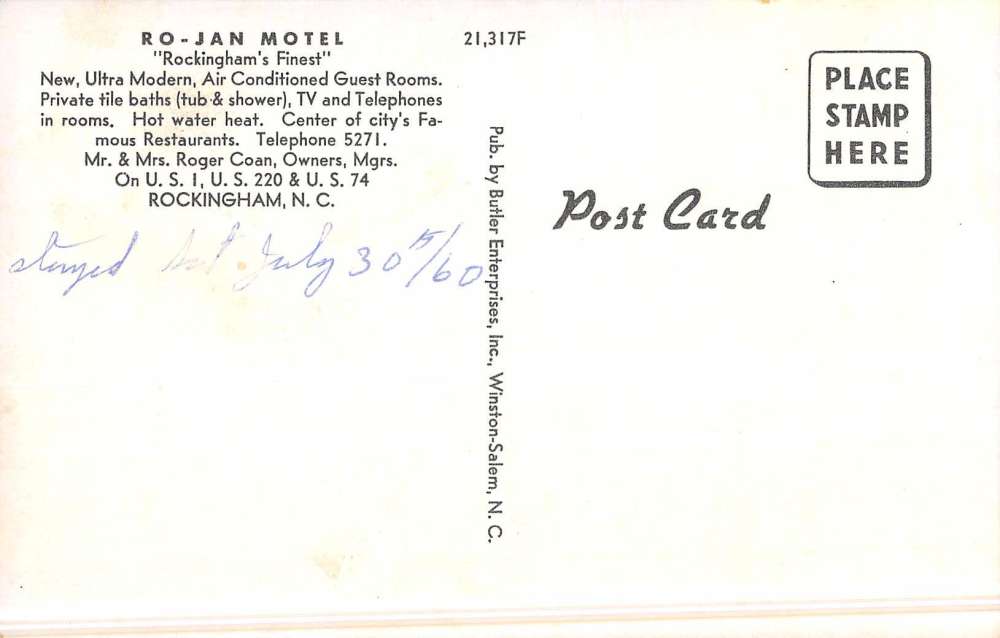 RO-JAN MOTEL
"Rockingham's Finest"
New, Ultra Modern, Air Conditioned Guest Rooms.
Private tile baths (tub & shower), TV and Telephones
in rooms. Hot water heat. Center of city's Fa-
mous Restaurants. Telephone 5271.
Mr. & Mrs. Roger Coan, Owners, Mgrs.
On U. S. 1, U. S. 220 & U. S. 74
ROCKINGHAM, N. C.
stayed Sat July 30th/60
21,317F
Pub. by Butler Enterprises, Inc., Winston-Salem, N. C.
Post Card
PLACE
STAMP
HERE